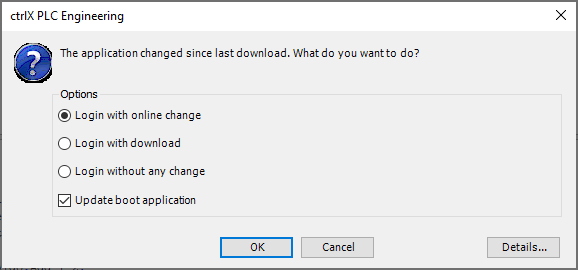 ctrlX PLC Engineering
The application changed since last download. What do you want to do?
Options
Login with online change
Login with download
Login without any change
Update boot application
OK
Cancel
Details...